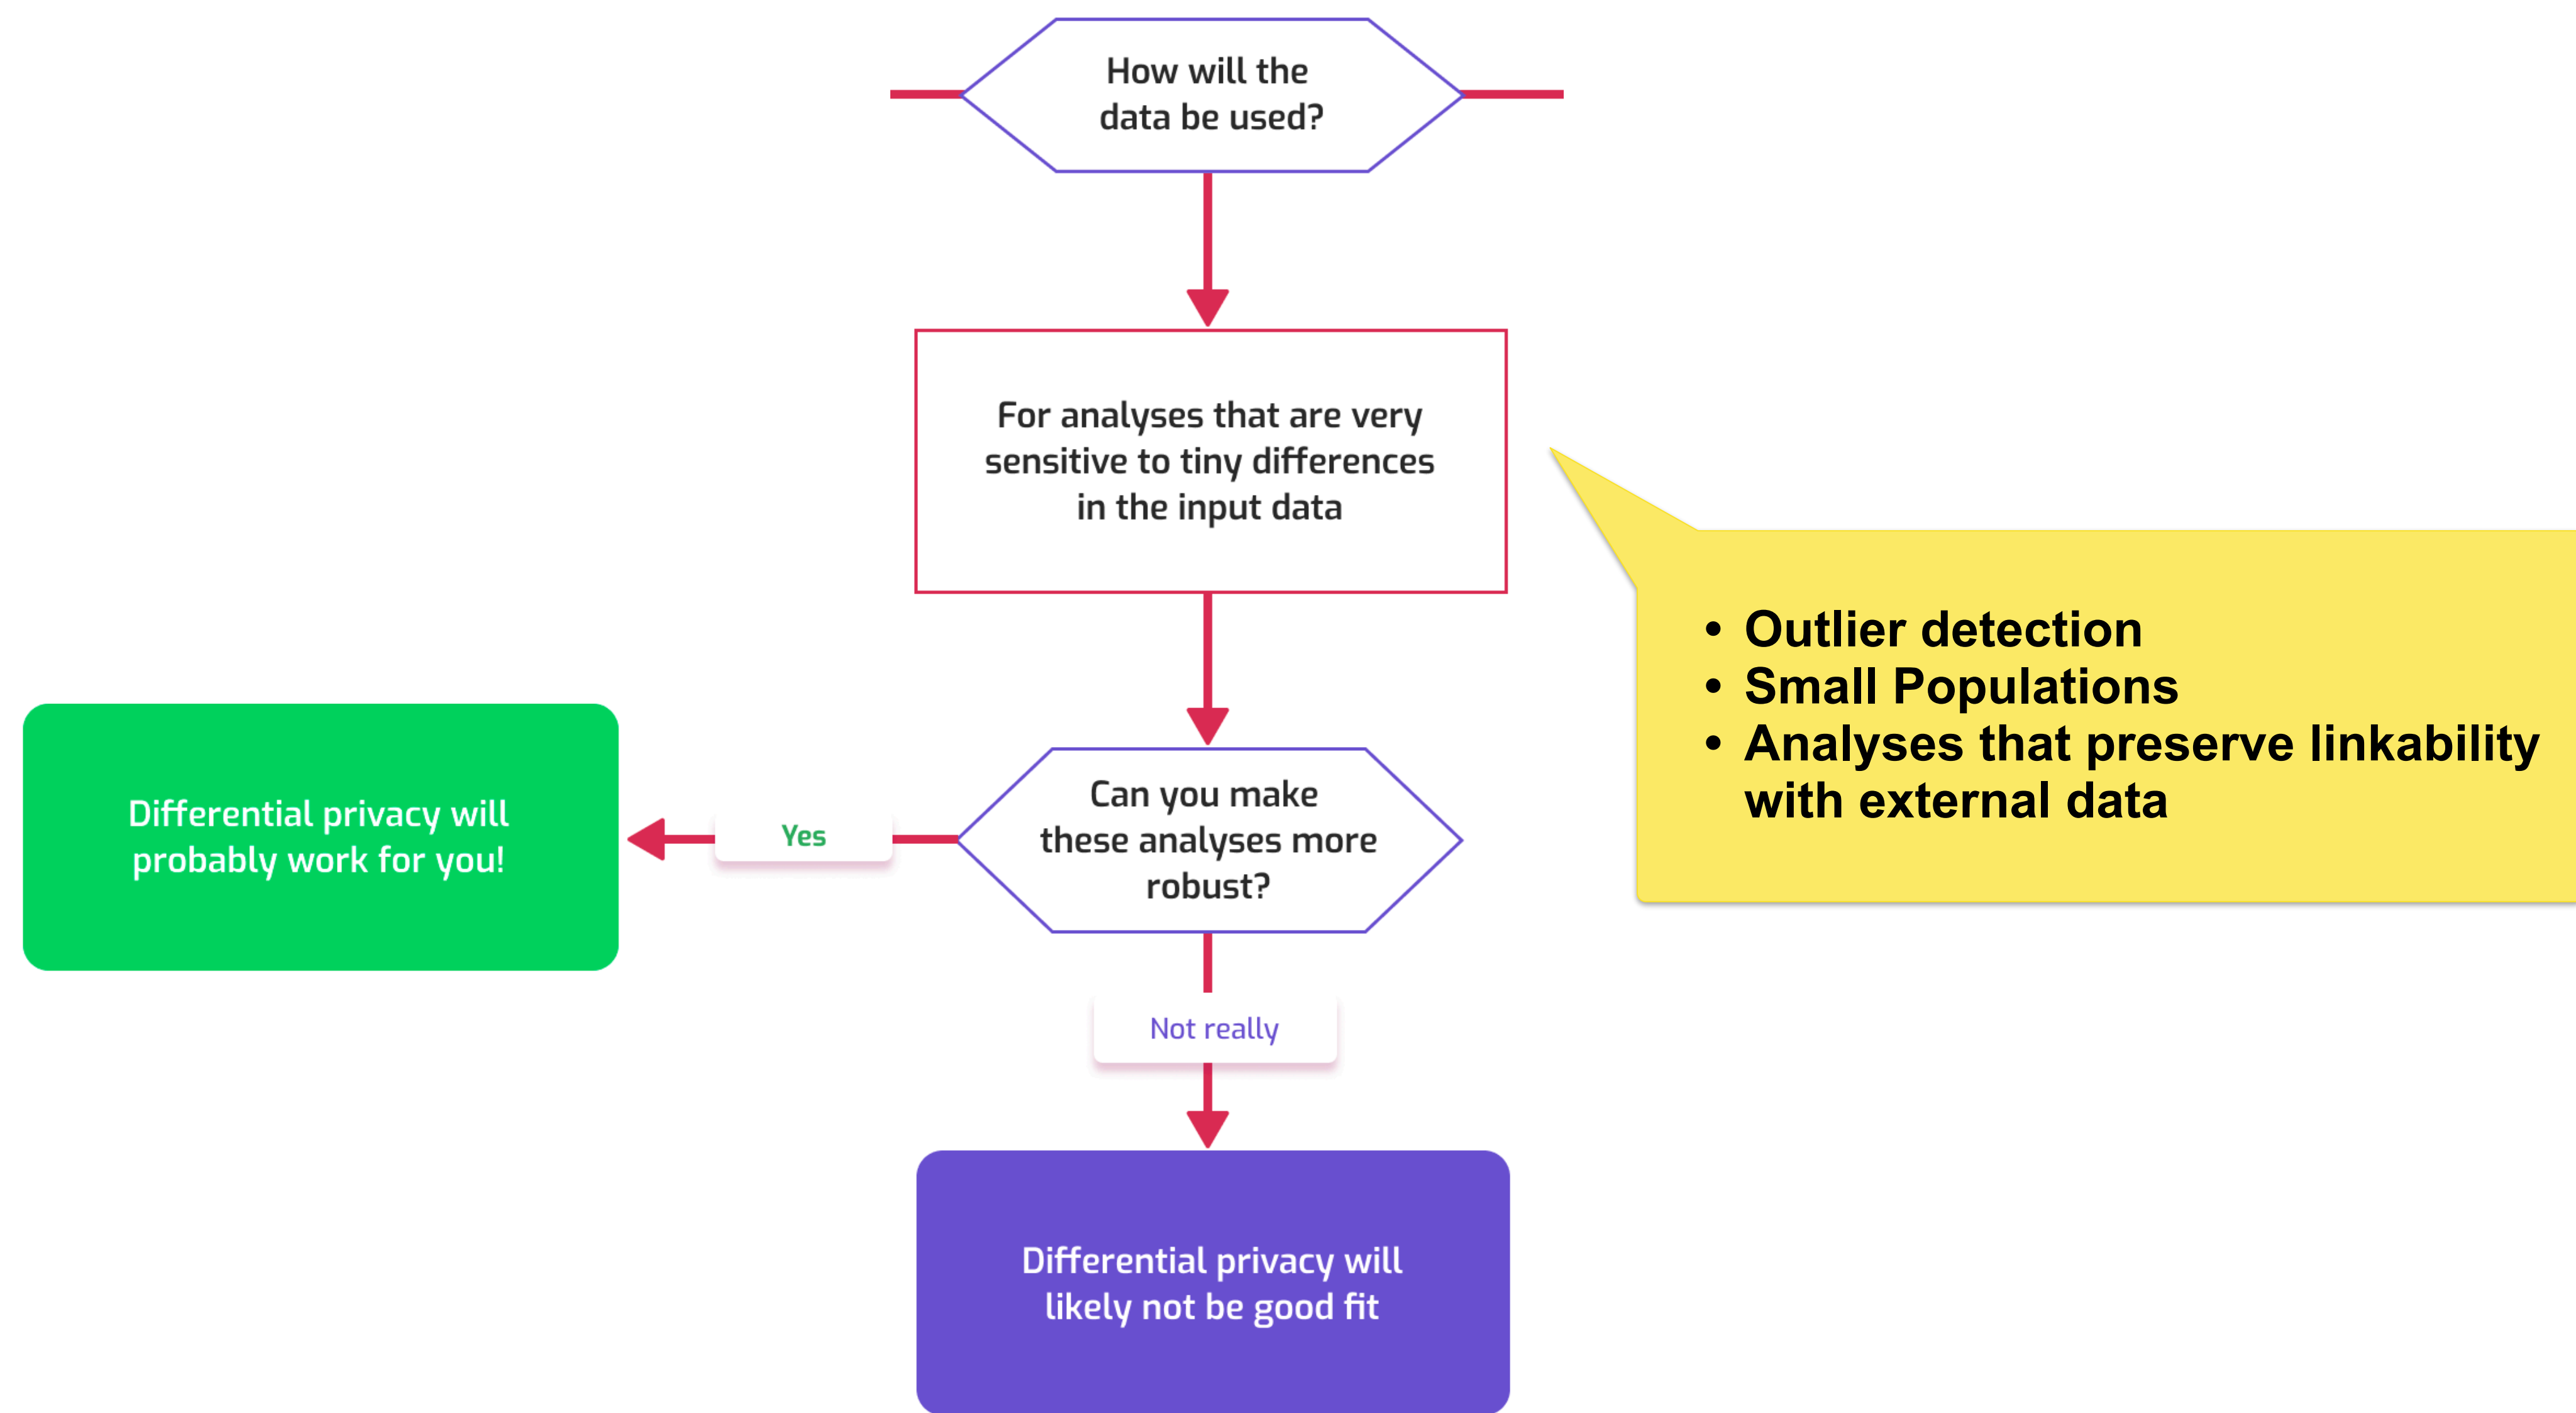 How will the
data be used?
For analyses that are very
sensitive to tiny differences
in the input data
• Outlier detection
• Small Populations
• Analyses that preserve linkability
with external data
Can you make
these analyses more
robust?
Yes
Differential privacy will
probably work for you!
Not really
Differential privacy will
likely not be good fit